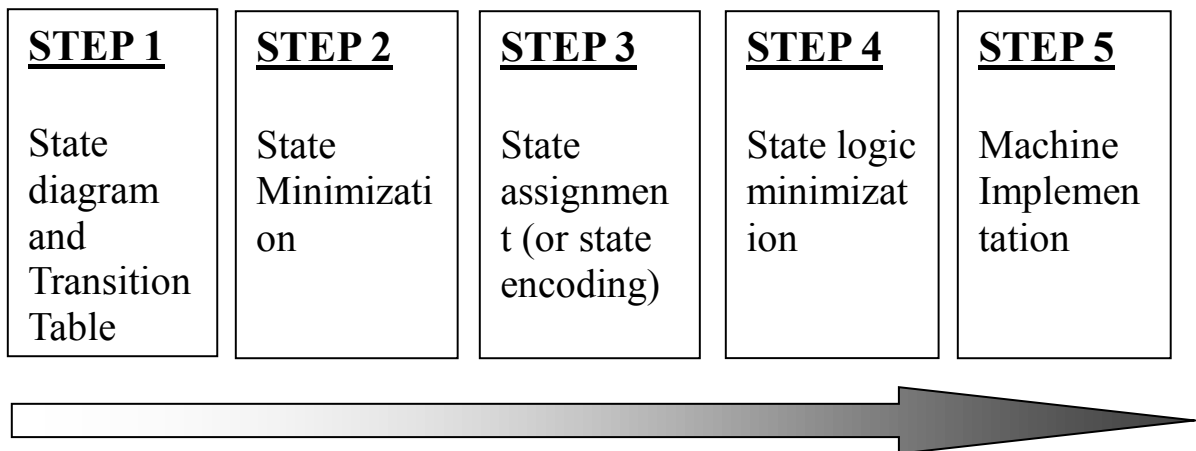 STEP 1
State
diagram
and
Transition
Table
STEP 2
State
Minimizati
on
STEP 3
State
assignmen
t (or state
encoding)
STEP 4
State logic
minimizat
ion
STEP 5
Machine
Implemen
tation